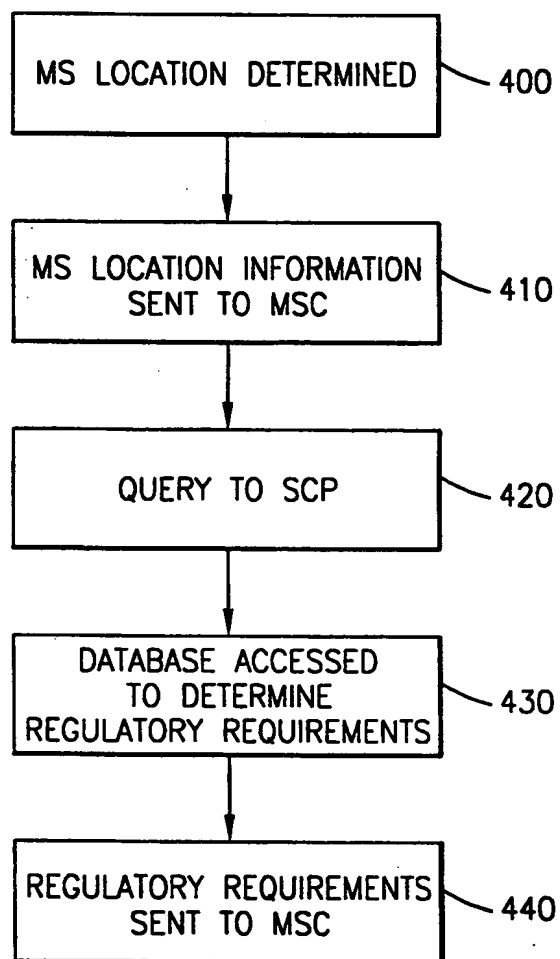 MS LOCATION DETERMINED
400
MS LOCATION INFORMATION
SENT TO MSC
410
QUERY TO SCP
420
DATABASE ACCESSED
TO DETERMINE
REGULATORY REQUIREMENTS
430
REGULATORY REQUIREMENTS
SENT TO MSC
440